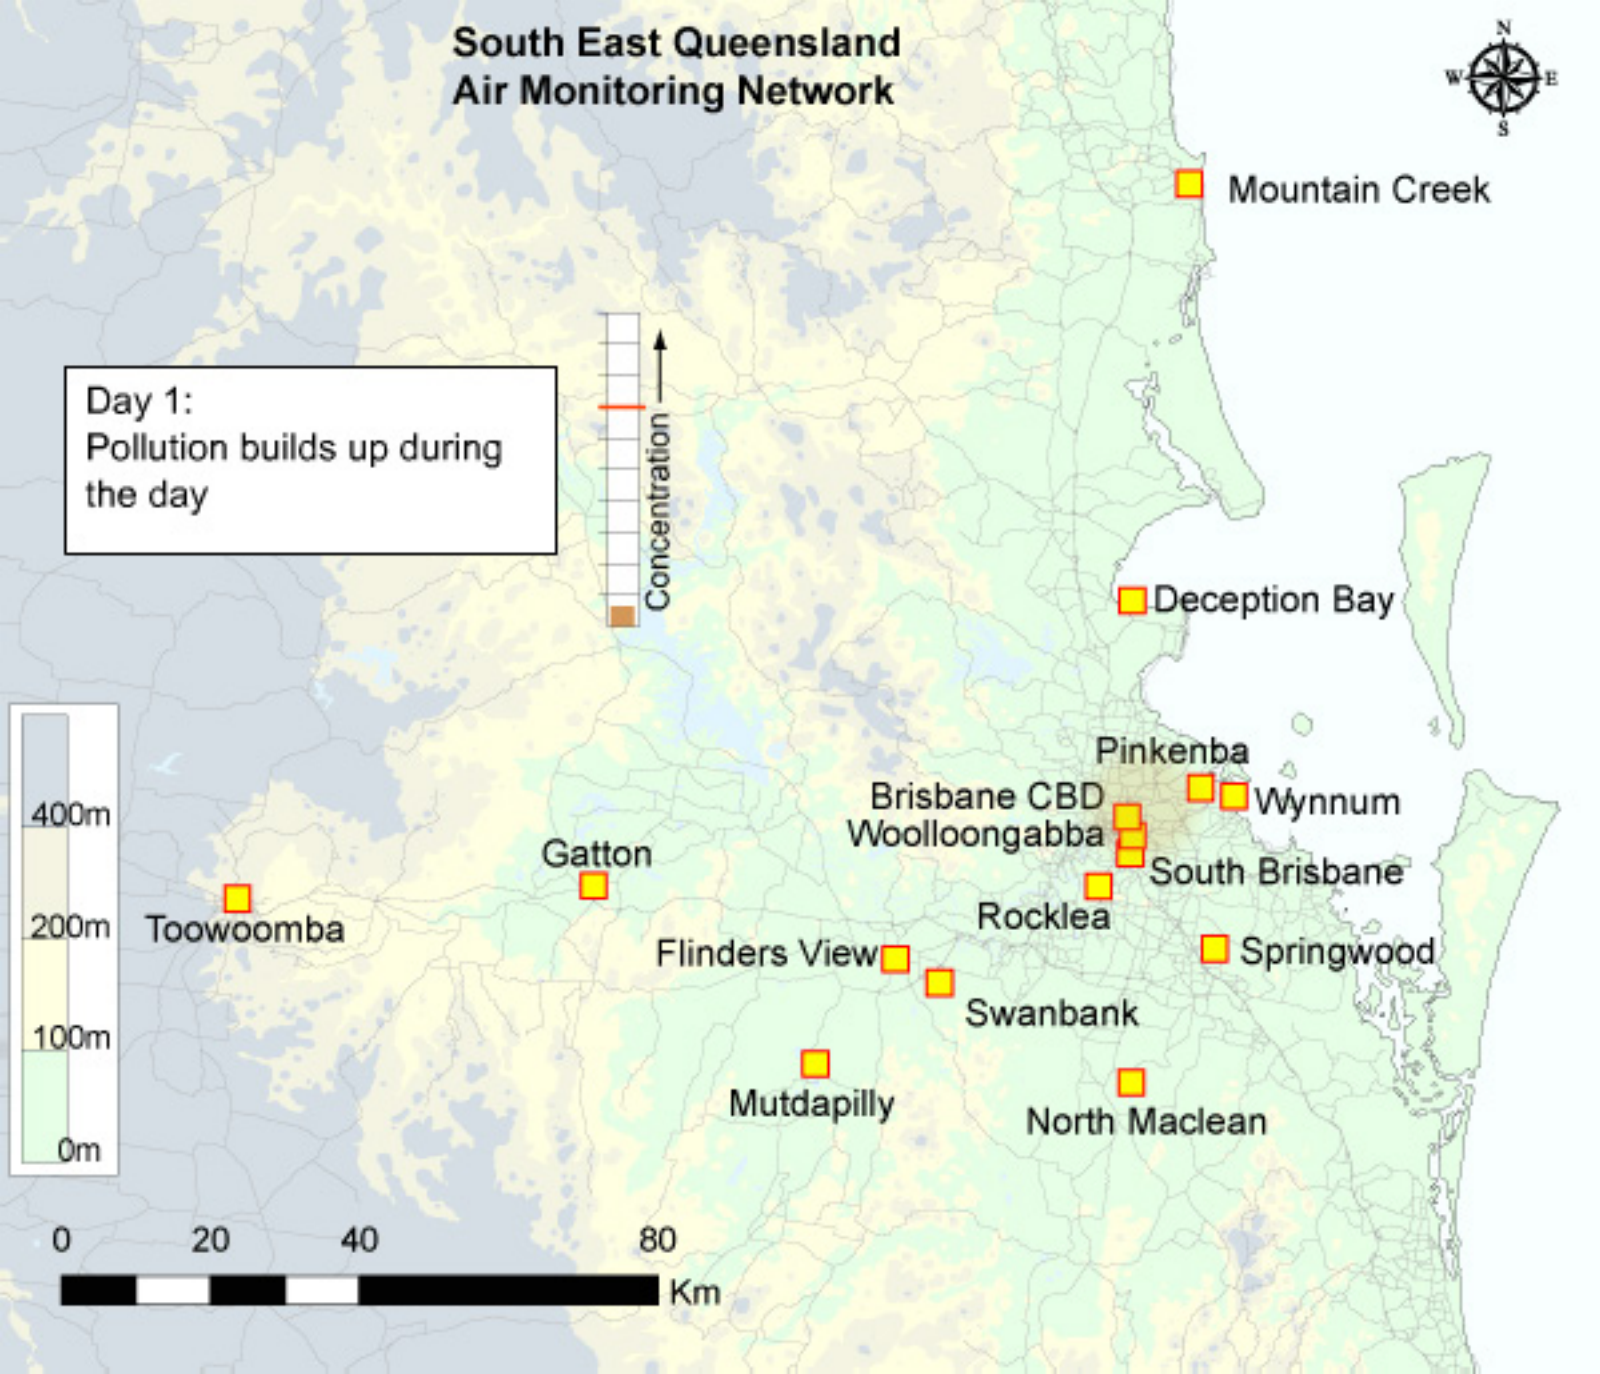 South East Queensland
Air Monitoring Network
N
W
E
S
Mountain Creek
Day 1:
Pollution builds up during
the day
Concentration
Deception Bay
Pinkenba
Brisbane CBD
Wynnum
Woolloongabba
South Brisbane
Gatton
Rocklea
Toowoomba
Flinders View
Springwood
Swanbank
Mutdapilly
North Maclean
400m
200m
100m
0m
0 20 40 80
Km